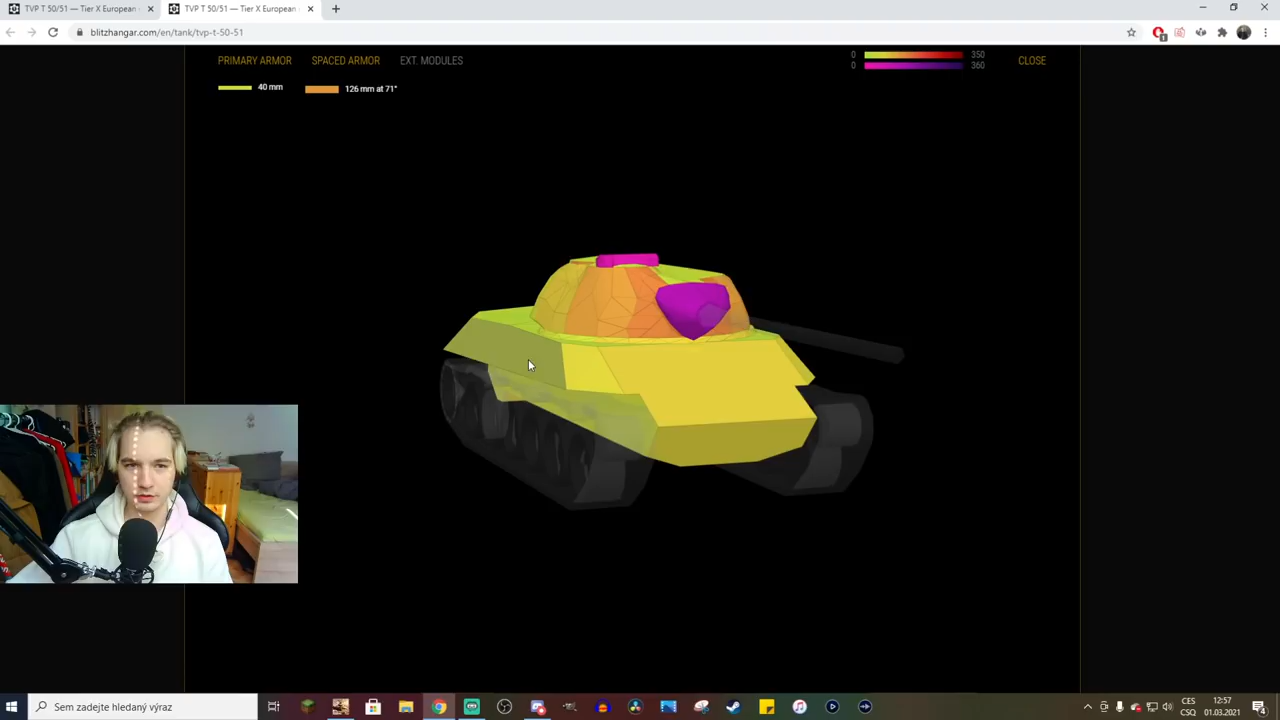 TVP T 50/51 — Tier X European
TVP T 50/51 — Tier X European
blitzhangar.com/en/tank/tvp-t-50-51
PRIMARY ARMOR SPACED ARMOR EXT. MODULES
0 350
0 360
CLOSE
40 mm 126 mm at 71°
Sem zadejte hledaný výraz
CES 12:57
CSQ 01.03.2021